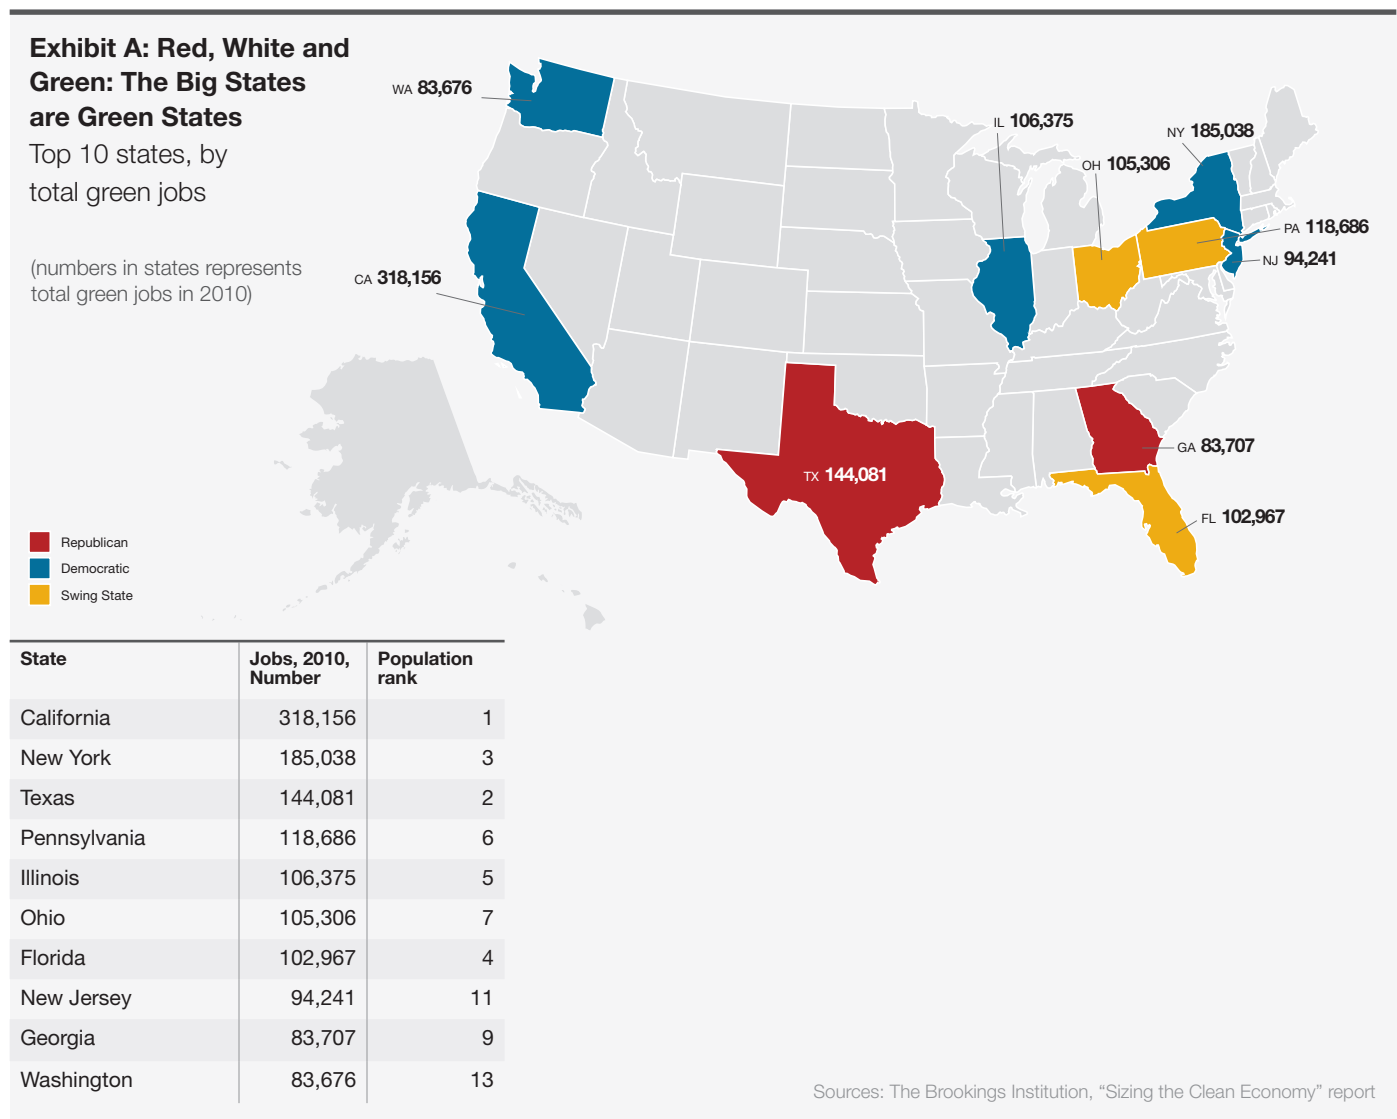 Exhibit A: Red, White and
Green: The Big States
are Green States
Top 10 states, by
total green jobs
(numbers in states represents
total green jobs in 2010)
WA 83,676
CA 318,156
IL 106,375
OH 105,306
NY 185,038
PA 118,686
NJ 94,241
TX 144,081
GA 83,707
FL 102,967
Republican
Democratic
Swing State
State Jobs, 2010, Population
Number rank
California 318,156 1
New York 185,038 3
Texas 144,081 2
Pennsylvania 118,686 6
Illinois 106,375 5
Ohio 105,306 7
Florida 102,967 4
New Jersey 94,241 11
Georgia 83,707 9
Washington 83,676 13
Sources: The Brookings Institution, “Sizing the Clean Economy” report